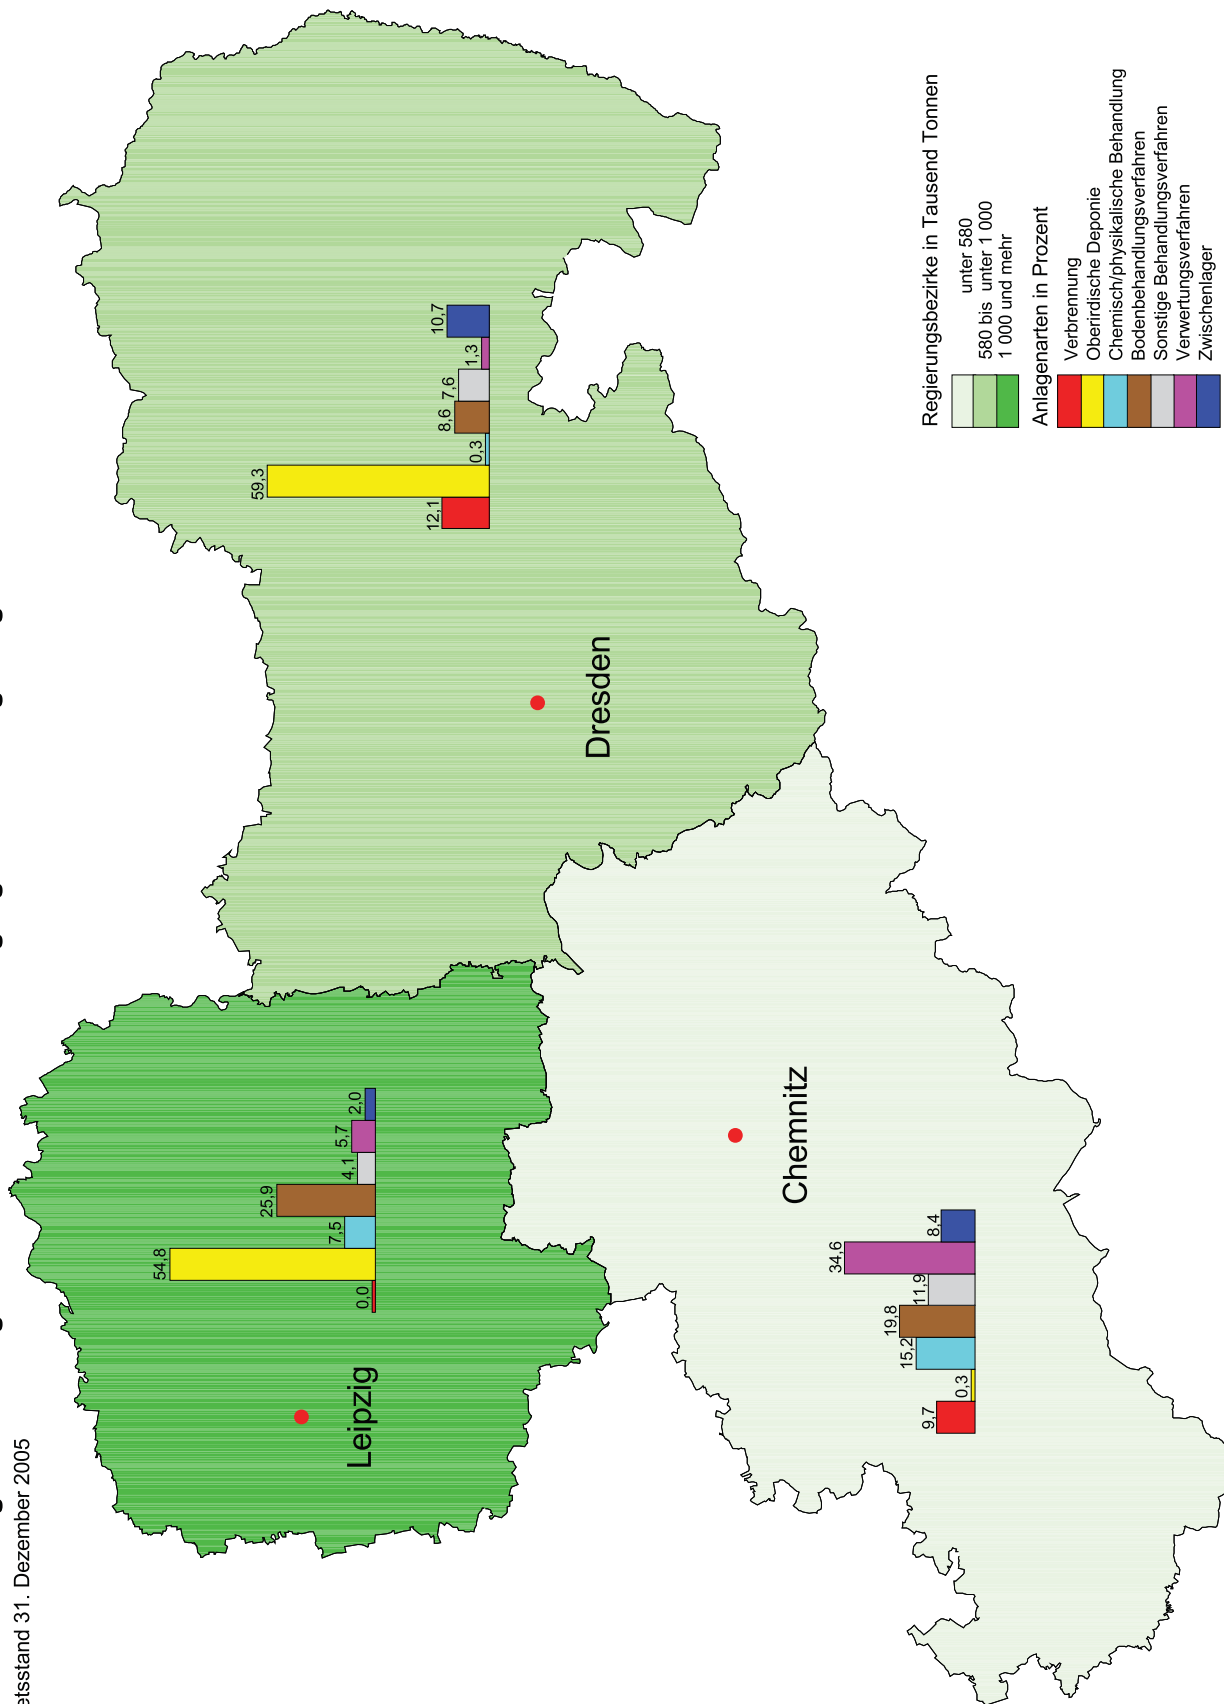 31. Dezember 2005
Leipzig
0,0
54,8
7,5
25,9
4,1
5,7
2,0
Dresden
12,1
59,3
0,3
8,6
7,6
1,3
10,7
Chemnitz
9,7
0,3
15,2
19,8
11,9
34,6
8,4
Regierungsbezirke in Tausend Tonnen
unter 580
580 bis unter 1 000
1 000 und mehr
Anlagenarten in Prozent
Verbrennung
Oberirdische Deponie
Chemisch/physikalische Behandlung
Bodenbehandlungsverfahren
Sonstige Behandlungsverfahren
Verwertungsverfahren
Zwischenlager